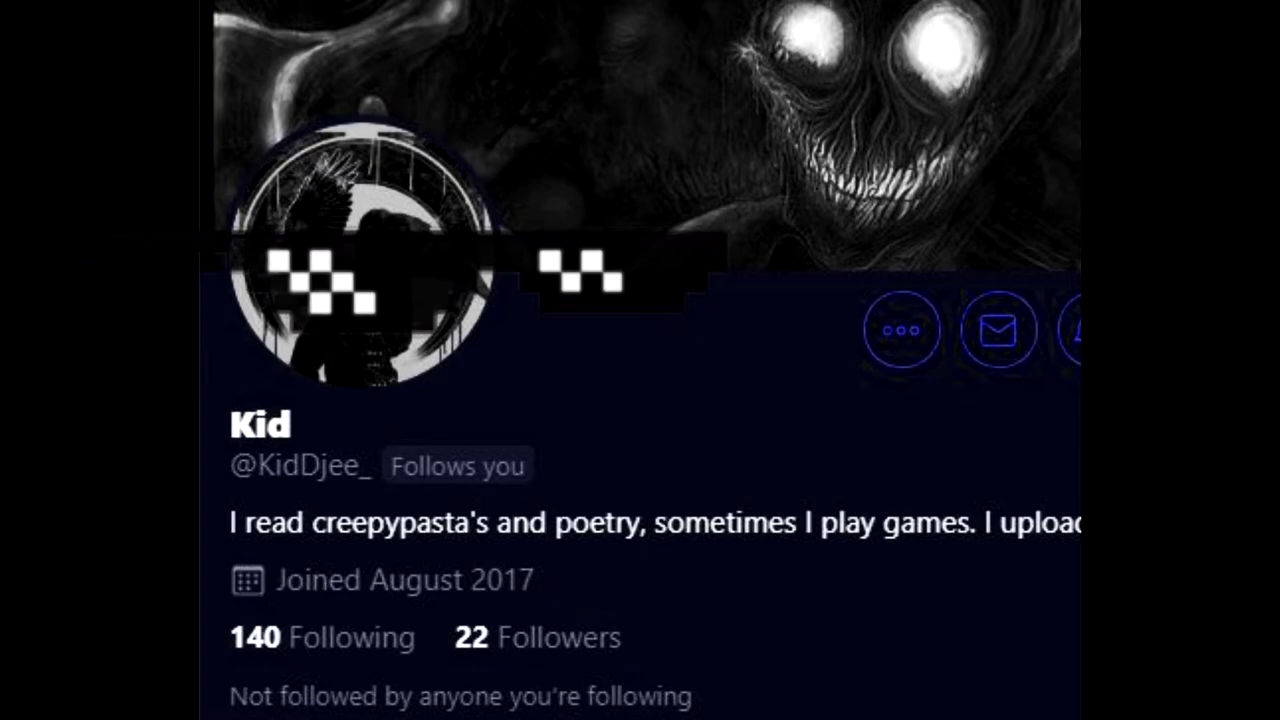 Kid
@KidDjee_ Follows you
I read creepypasta's and poetry, sometimes I play games. I upload
Joined August 2017
140 Following 22 Followers
Not followed by anyone you're following